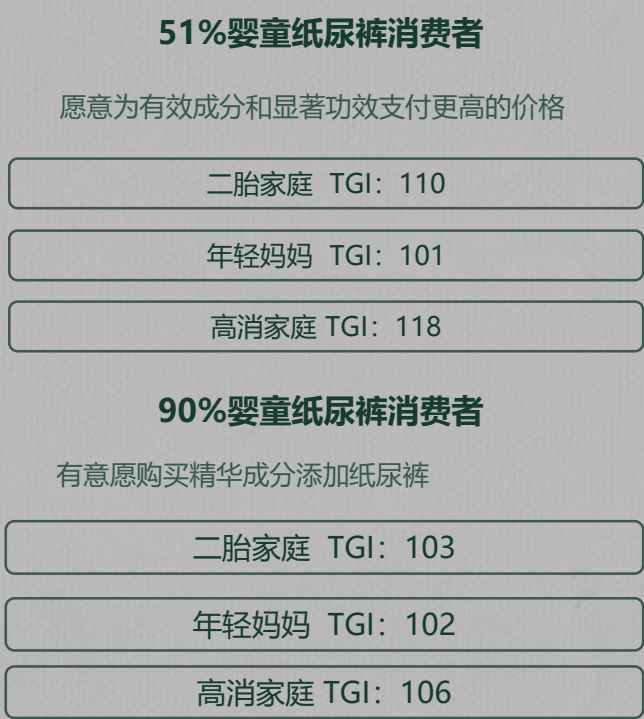 51%婴童纸尿裤消费者
愿意为有效成分和显著功效支付更高的价格
二胎家庭 TGI：110
年轻妈妈 TGI：101
高消家庭 TGI：118
90%婴童纸尿裤消费者
有意愿购买精华成分添加纸尿裤
二胎家庭 TGI：103
年轻妈妈 TGI：102
高消家庭 TGI：106